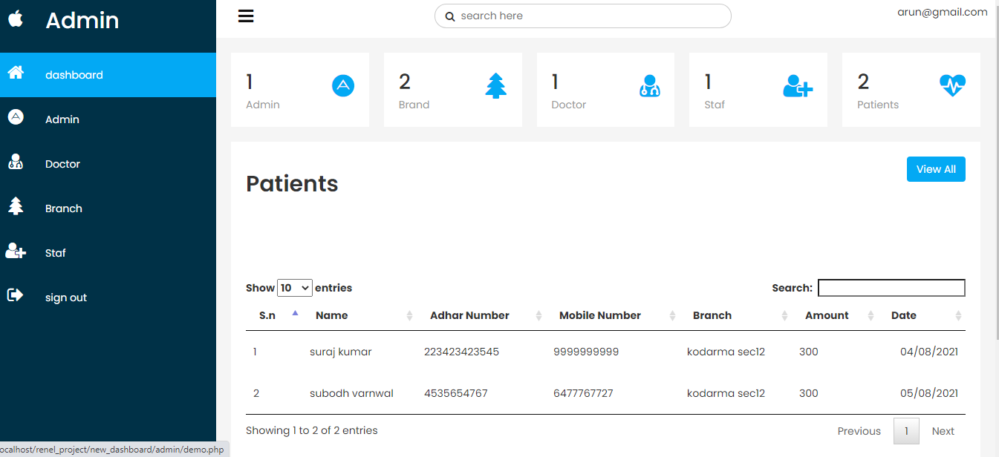 Admin
search here
arun@gmail.com
dashboard
Admin
Doctor
Branch
Staf
sign out
1
Admin
2
Brand
1
Doctor
1
Staf
2
Patients
Patients
View All
Show 10 entries
Search:
S.n Name Adhar Number Mobile Number Branch Amount Date
1 suraj kumar 223423423545 9999999999 kodarma sec12 300 04/08/2021
2 subodh varnwal 4535654767 6477767727 kodarma sec12 300 05/08/2021
Showing 1 to 2 of 2 entries
Previous 1 Next
ocalhost/renel_project/new_dashboard/admin/demo.php